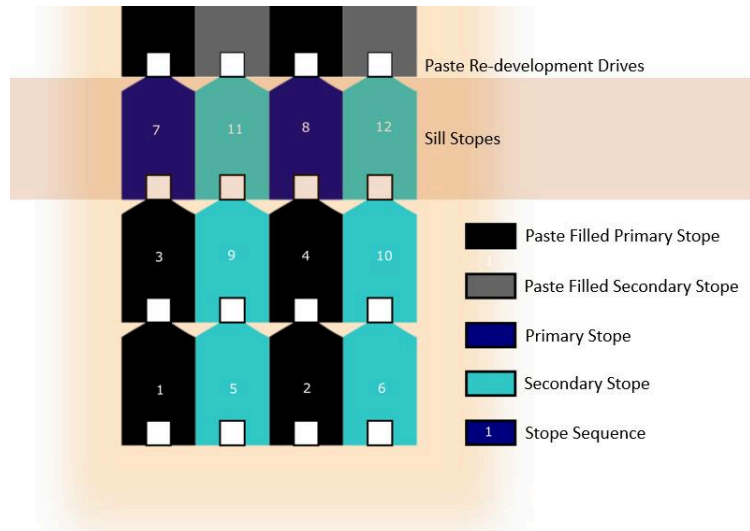 Paste Re-development Drives
7 11 8 12
Sill Stopes
3 9 4 10
Paste Filled Primary Stope
1
Paste Filled Secondary Stope
Primary Stope
1 5 2 6
Secondary Stope
1 Stope Sequence